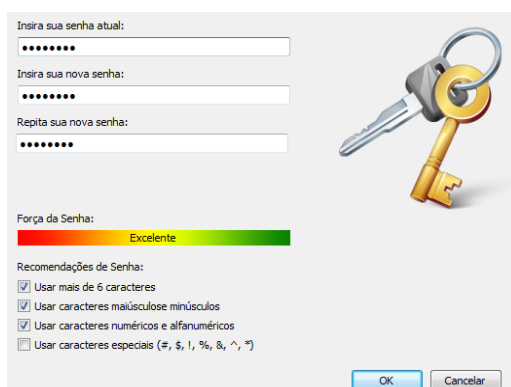 Insira sua senha atual:
••••••••
Insira sua nova senha:
••••••••
Repita sua nova senha:
••••••••
Força da Senha:
Excelente
Recomendações de Senha:
Usar mais de 6 caracteres
Usar caracteres maiúsculose minúsculos
Usar caracteres numéricos e alfanuméricos
Usar caracteres especiais (#, $, !, %, &, ^, *)
OK Cancelar